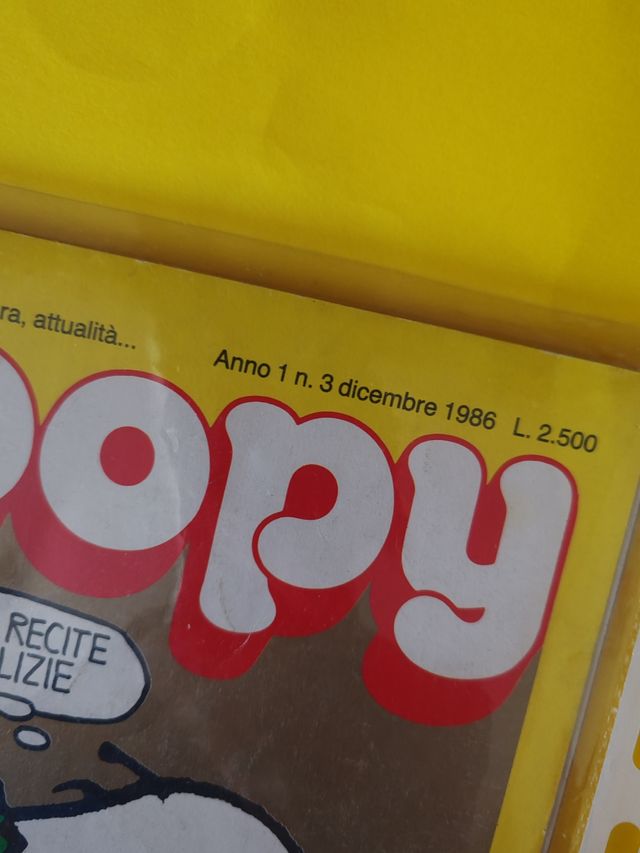 ra, attualità...
Anno 1 n. 3 dicembre 1986 L. 2.500
opy
RECITE
LIZIE